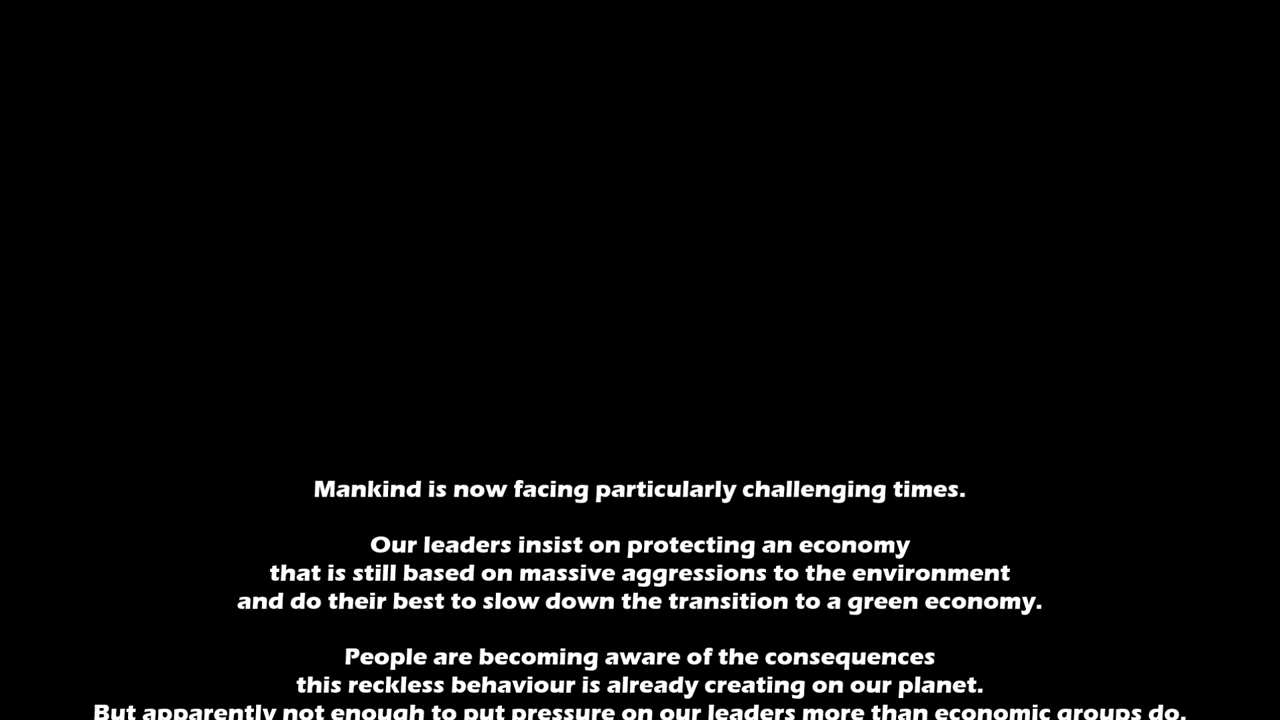 Mankind is now facing particularly challenging times.
Our leaders insist on protecting an economy
that is still based on massive aggressions to the environment
and do their best to slow down the transition to a green economy.
People are becoming aware of the consequences
this reckless behaviour is already creating on our planet.
But apparently not enough to put pressure on our leaders more than economic groups do.